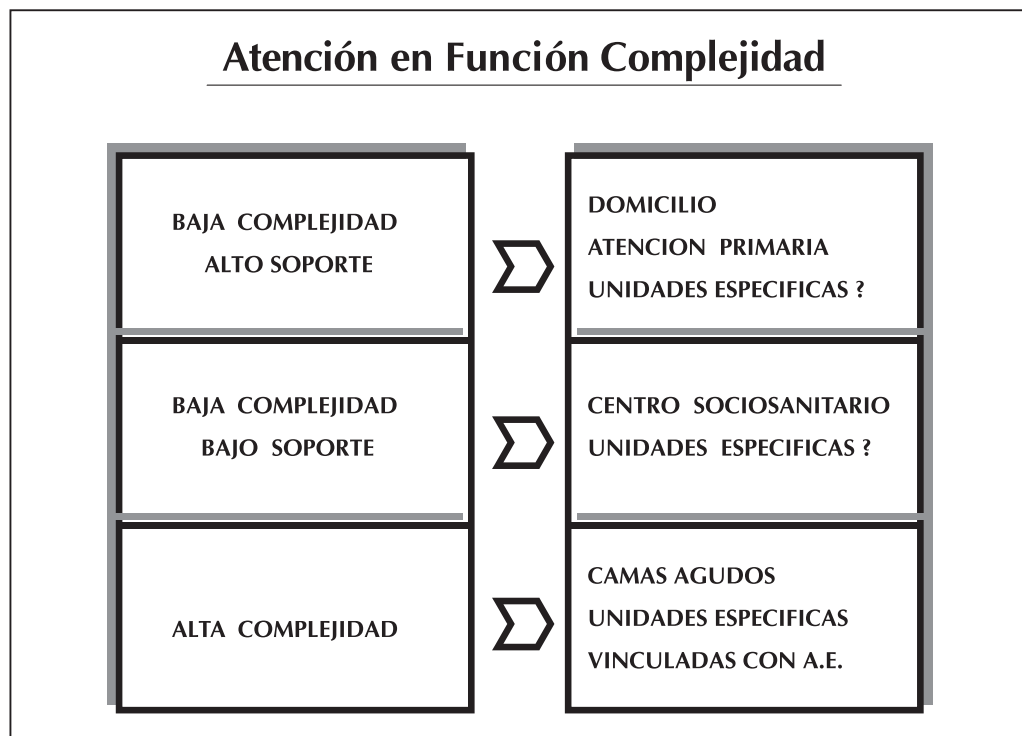 Atención en Función Complejidad
BAJA COMPLEJIDAD
ALTO SOPORTE
DOMICILIO
ATENCION PRIMARIA
UNIDADES ESPECIFICAS ?
BAJA COMPLEJIDAD
BAJO SOPORTE
CENTRO SOCIOSANITARIO
UNIDADES ESPECIFICAS ?
ALTA COMPLEJIDAD
CAMAS AGUDOS
UNIDADES ESPECIFICAS
VINCULADAS CON A.E.